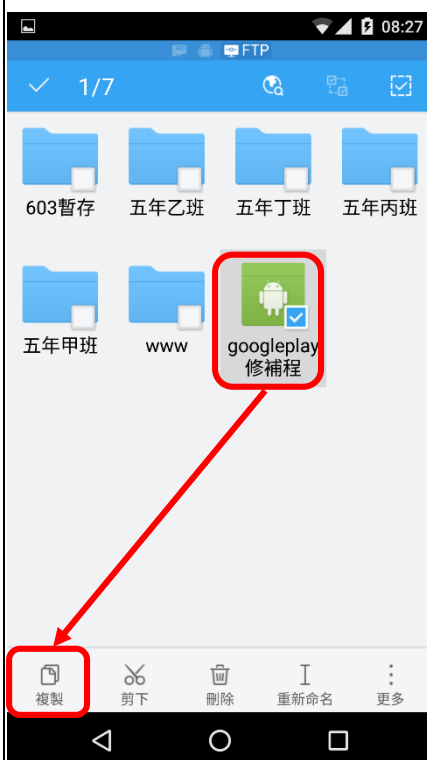 08:27
FTP
1/7
603暫存
五年乙班
五年丁班
五年丙班
五年甲班
www
googleplay
修補程
複製
剪下
刪除
重新命名
更多